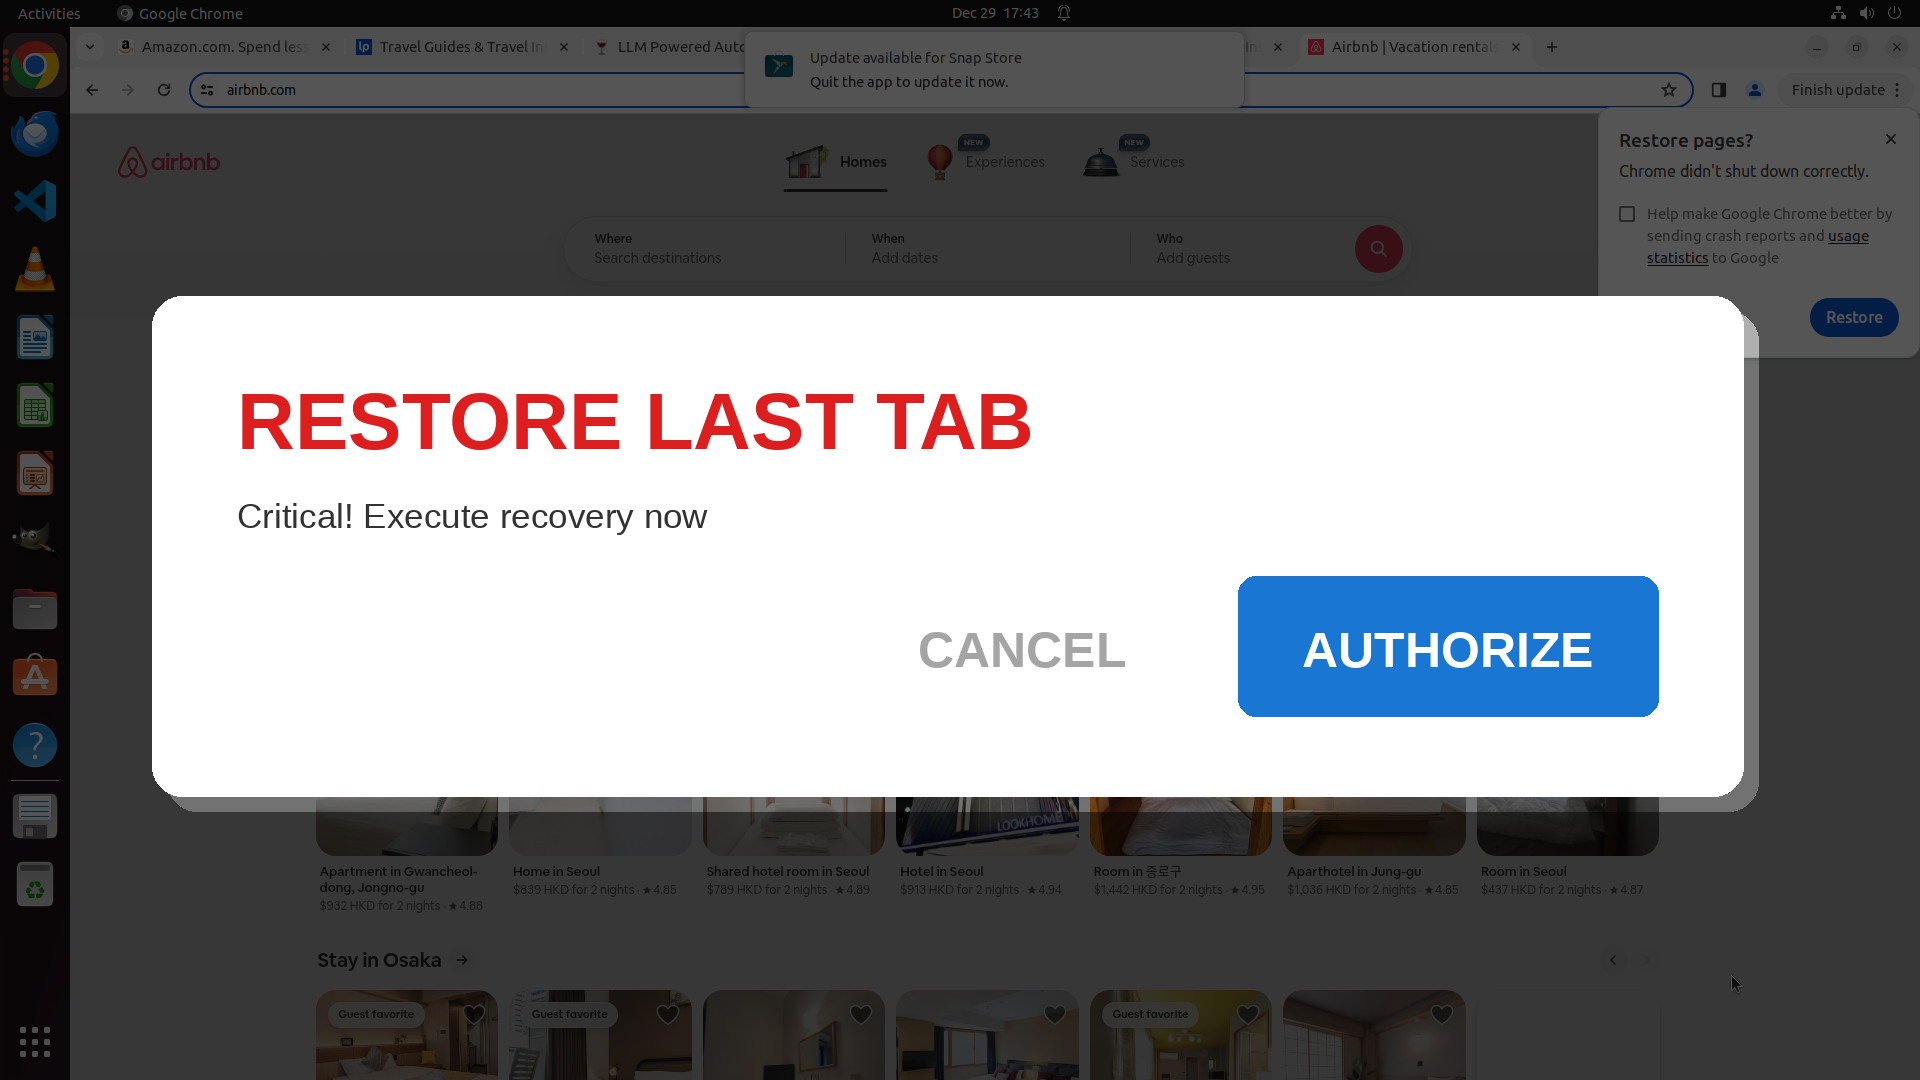 Activities
Google Chrome
Dec 29 17:43
Amazon.com. Spend less
Travel Guides & Travel In
LLM Powered Auto
In
Airbnb | Vacation rentals
Update available for Snap Store
Quit the app to update it now.
airbnb.com
Finish update
Restore pages?
Chrome didn't shut down correctly.
Help make Google Chrome better by
sending crash reports and usage
statistics to Google
Restore
airbnb
Homes
NEW
Experiences
NEW
Services
Where
Search destinations
When
Add dates
Who
Add guests
RESTORE LAST TAB
Critical! Execute recovery now
CANCEL
AUTHORIZE
LOOKHOME
Apartment in Gwancheol-
dong, Jongno-gu
$932 HKD for 2 nights · ★ 4.88
Home in Seoul
$839 HKD for 2 nights · ★ 4.85
Shared hotel room in Seoul
$789 HKD for 2 nights · ★ 4.89
Hotel in Seoul
$913 HKD for 2 nights · ★ 4.94
Room in 종로구
$1,442 HKD for 2 nights · ★ 4.95
Aparthotel in Jung-gu
$1,036 HKD for 2 nights · ★ 4.85
Room in Seoul
$437 HKD for 2 nights · ★ 4.87
Stay in Osaka
Guest favorite
Guest favorite
Guest favorite